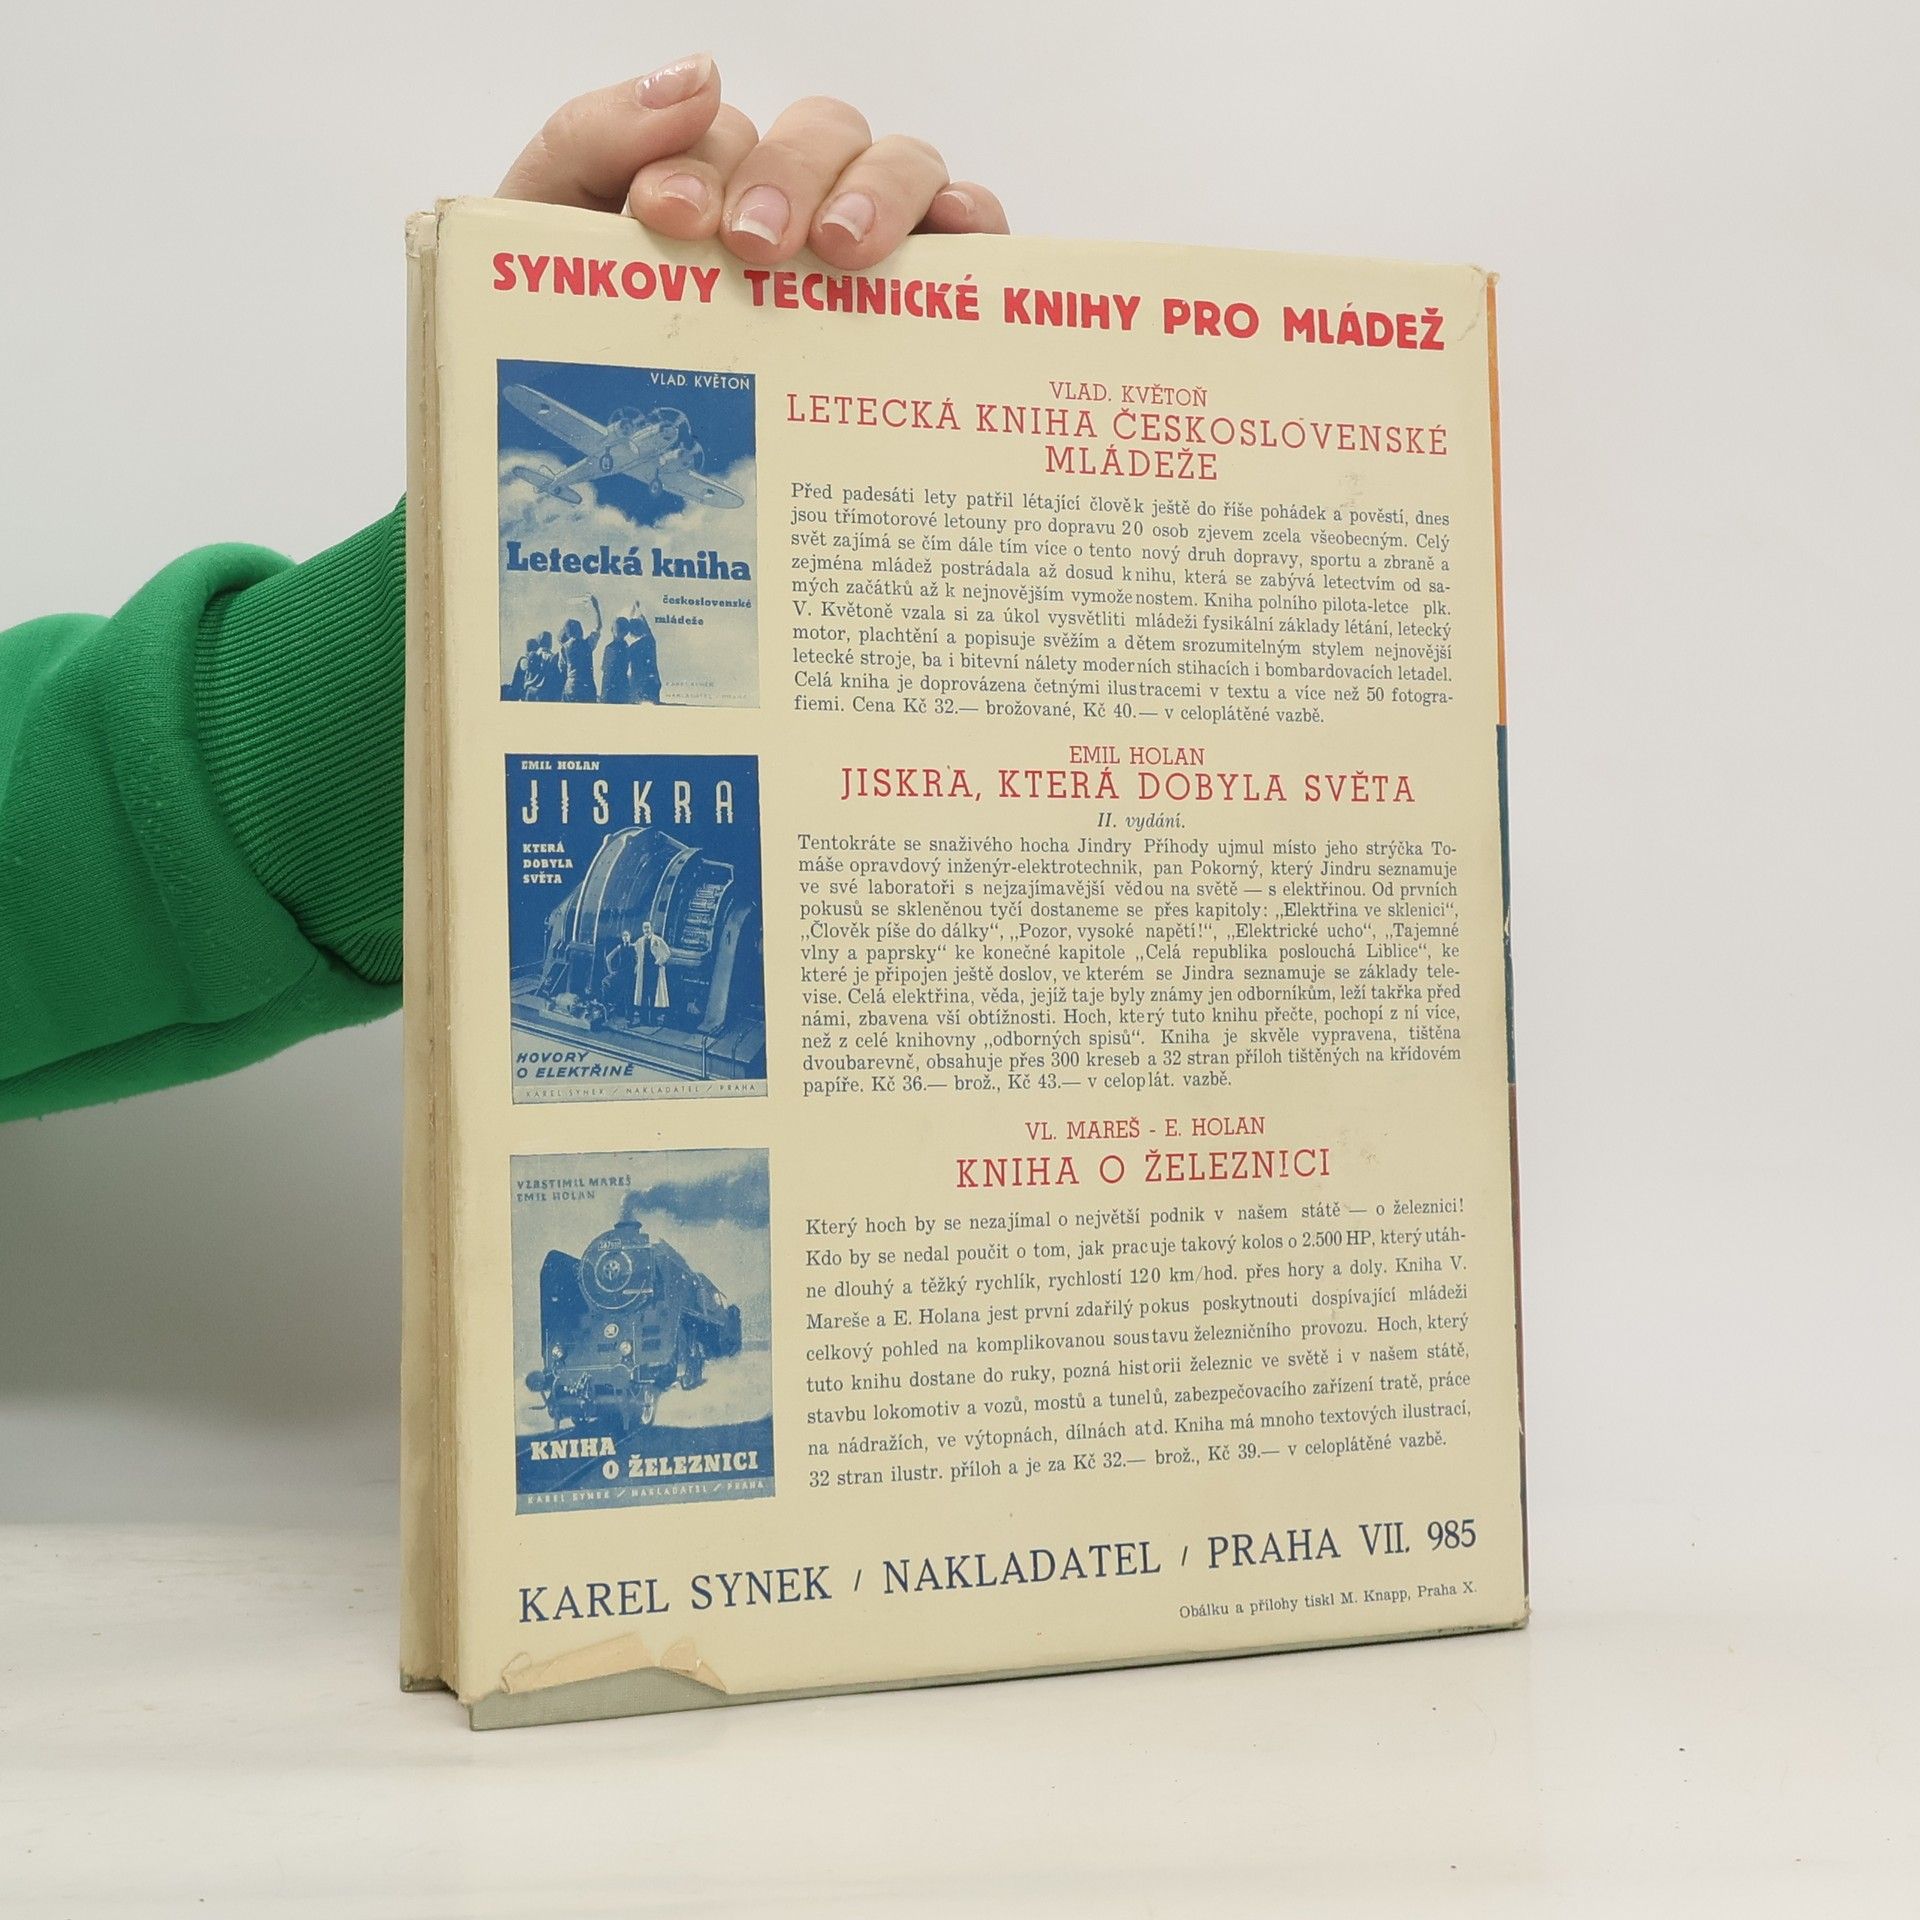 SYNKOVY TECHNICKÉ KNIHY PRO MLÁDEŽ
VLAD. KVĚTOŇ
Letecká kniha
československé
mládeže
KAREL SYNEK
NAKLADATEL - PRAHA
VLAD. KVĚTOŇ
LETECKÁ KNIHA ČESKOSLOVENSKÉ
MLÁDEŽE
Před padesáti lety patřil létající člověk ještě do říše pohádek a pověstí, dnes
jsou třímotorové letouny pro dopravu 20 osob zjevem zcela všeobecným. Celý
svět zajímá se čím dále tím více o tento nový druh dopravy, sportu a zbraně a
zejména mládež postrádala až dosud knihu, která se zabývá letectvím od sa-
mých začátků až k nejnovějším vymoženostem. Kniha polního pilota-letce plk.
V. Květoně vzala si za úkol vysvětliti mládeži fysikální základy létání, letecký
motor, plachtění a popisuje svěžím a dětem srozumitelným stylem nejnovější
letecké stroje, ba i bitevní nálety moderních stihacích i bombardovacích letadel.
Celá kniha je doprovázena četnými ilustracemi v textu a více než 50 fotogra-
fiemi. Cena Kč 32.— brožované, Kč 40.— v celoplátěné vazbě.
EMIL HOLAN
JISKRA
KTERÁ
DOBYLA
SVĚTA
HOVORY
O ELEKTŘINĚ
KAREL SYNEK / NAKLADATEL / PRAHA
EMIL HOLAN
JISKRA, KTERÁ DOBYLA SVĚTA
II. vydání.
Tentokráte se snaživého hocha Jindry Příhody ujmul místo jeho strýčka To-
máše opravdový inženýr-elektrotechnik, pan Pokorný, který Jindru seznamuje
ve své laboratoři s nejzajímavější vědou na světě — s elektřinou. Od prvních
pokusů se skleněnou tyčí dostaneme se přes kapitoly: „Elektřina ve sklenici“,
„Člověk píše do dálky“, „Pozor, vysoké napětí!“, „Elektrické ucho“, „Tajemné
vlny a paprsky“ ke konečné kapitole „Celá republika poslouchá Liblice“, ke
které je připojen ještě doslov, ve kterém se Jindra seznamuje se základy tele-
vise. Celá elektřina, věda, jejíž taje byly známy jen odborníkům, leží takřka před
námi, zbavena vší obtížnosti. Hoch, který tuto knihu přečte, pochopí z ní více,
než z celé knihovny „odborných spisů“. Kniha je skvěle vypravena, tištěna
dvoubarevně, obsahuje přes 300 kreseb a 32 stran příloh tištěných na křídovém
papíře. Kč 36.— brož., Kč 43.— v celoplát. vazbě.
VLASTIMIL MAREŠ
EMIL HOLAN
KNIHA
O ŽELEZNICI
KAREL SYNEK / NAKLADATEL / PRAHA
VL. MAREŠ - E. HOLAN
KNIHA O ŽELEZNICI
Který hoch by se nezajímal o největší podnik v našem státě — o železnici!
Kdo by se nedal poučit o tom, jak pracuje takový kolos o 2.500 HP, který utáh-
ne dlouhý a těžký rychlík, rychlostí 120 km/hod. přes hory a doly. Kniha V.
Mareše a E. Holana jest první zdařilý pokus poskytnouti dospívající mládeži
celkový pohled na komplikovanou soustavu železničního provozu. Hoch, který
tuto knihu dostane do ruky, pozná historii železnic ve světě i v našem státě,
stavbu lokomotiv a vozů, mostů a tunelů, zabezpečovacího zařízení tratě, práce
na nádražích, ve výtopnách, dílnách atd. Kniha má mnoho textových ilustrací,
32 stran ilustr. příloh a je za Kč 32.— brož., Kč 39.— v celoplátěné vazbě.
KAREL SYNEK / NAKLADATEL / PRAHA VII. 985
Obálku a přílohy tiskl M. Knapp, Praha X.